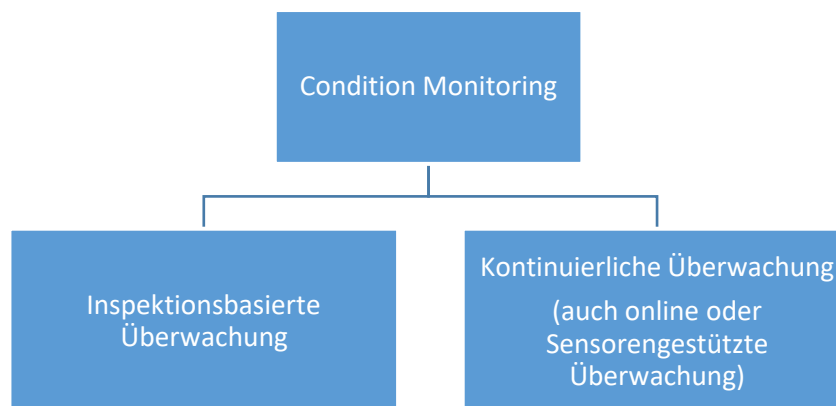 Condition Monitoring
Inspektionsbasierte
Überwachung
Kontinuierliche Überwachung
(auch online oder
Sensorengestützte
Überwachung)